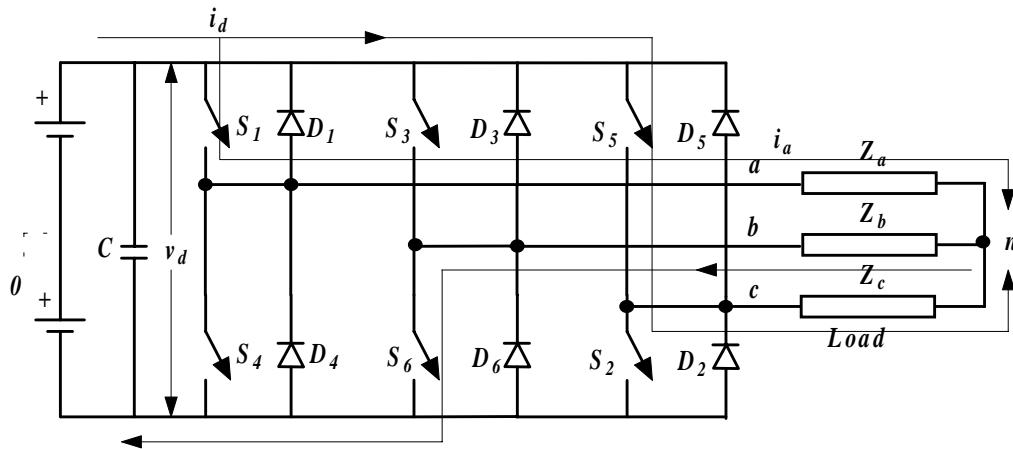 i_d
+
S_1
D_1
S_3
D_3
S_5
D_5
i_a
Z_a
a
b
Z_b
C
v_d
n
0
c
Z_c
+
Load
S_4
D_4
S_6
D_6
S_2
D_2